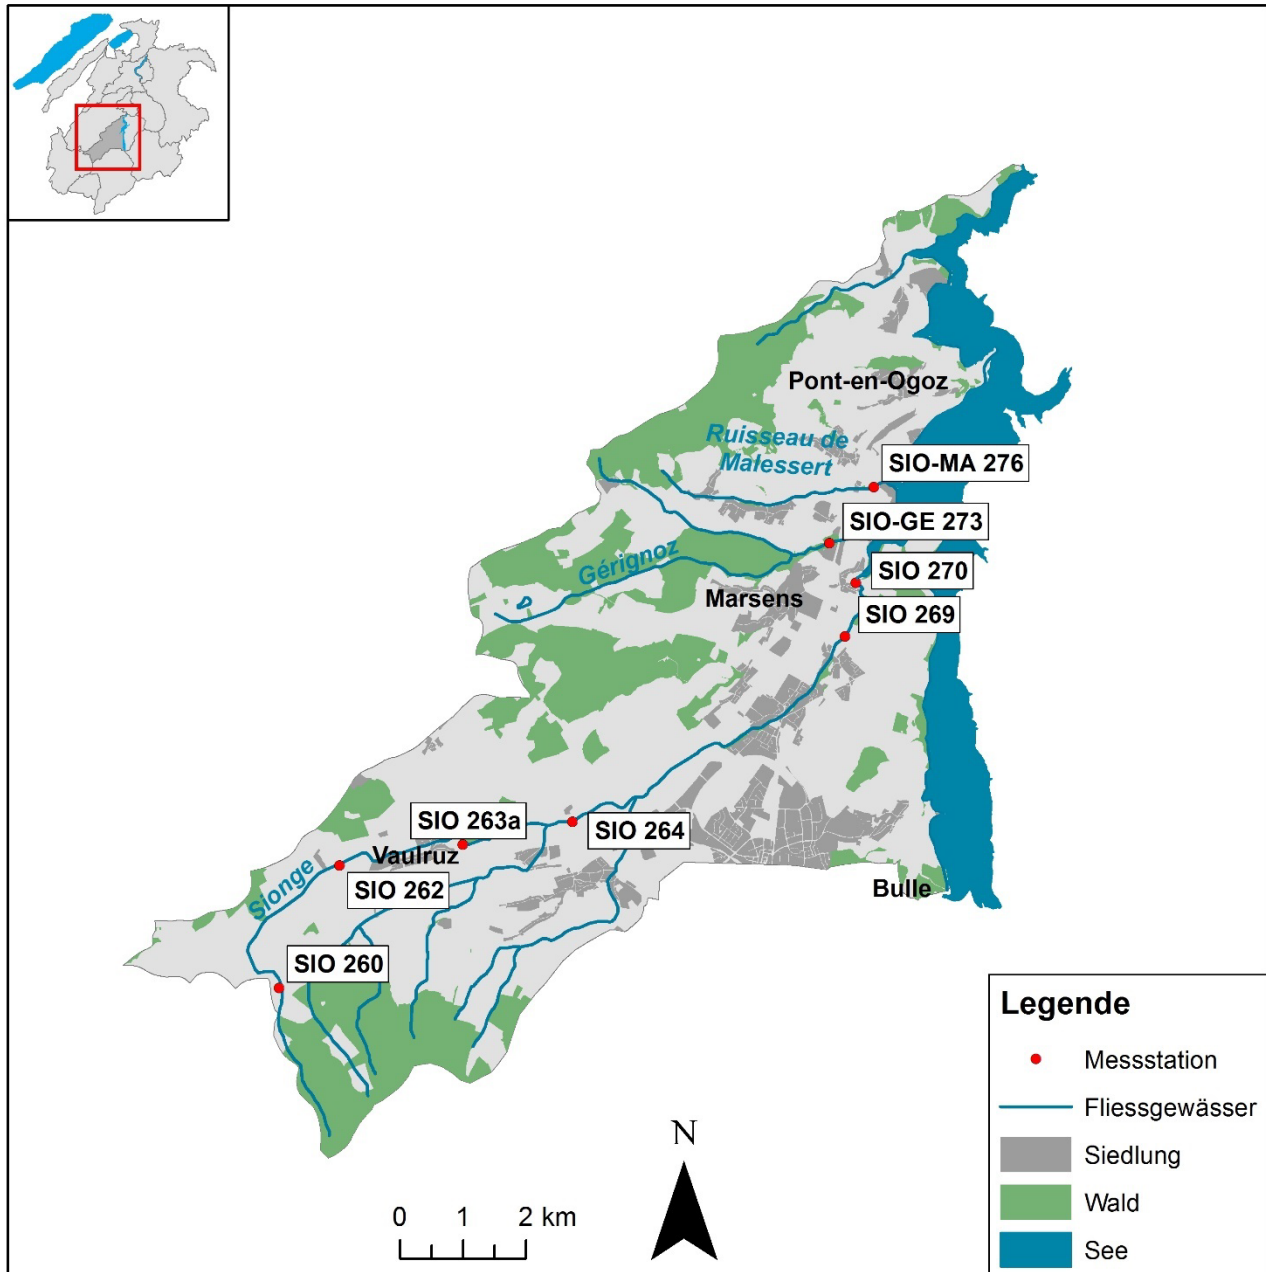 Pont-en-Ogoz
Ruisseau de
Malessert
SIO-MA 276
SIO-GE 273
Gérignoz
SIO 270
Marsens
SIO 269
SIO 263a
SIO 264
Vaulruz
Sionge
SIO 262
Bulle
SIO 260
Legende
Messstation
Fliessgewässer
Siedlung
Wald
See
N
0 1 2 km